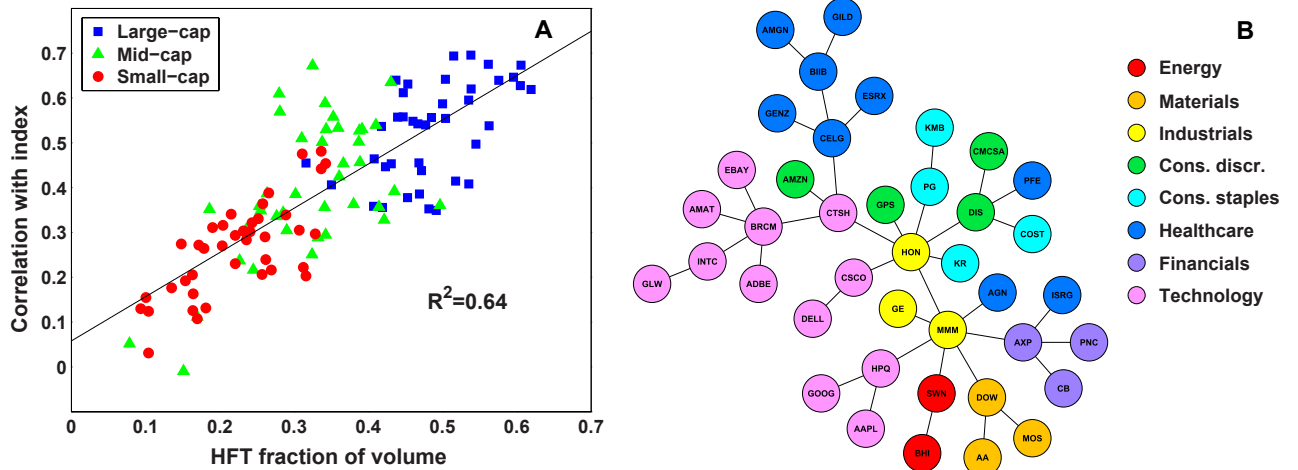 A
Large−cap
Mid−cap
Small−cap
0.7
0.6
0.5
0.4
0.3
0.2
0.1
0
Correlation with index
R2=0.64
0 0.1 0.2 0.3 0.4 0.5 0.6 0.7
HFT fraction of volume
B
GILD
AMGN
BIIB
ESRX
GENZ
CELG
KMB
CMCSA
EBAY
AMZN
PG
PFE
AMAT
BRCM
CTSH
GPS
DIS
COST
INTC
HON
KR
GLW
ADBE
CSCO
DELL
GE
AGN
ISRG
MMM
AXP
PNC
HPQ
CB
GOOG
SWN
DOW
AAPL
MOS
BHI
AA
Energy
Materials
Industrials
Cons. discr.
Cons. staples
Healthcare
Financials
Technology